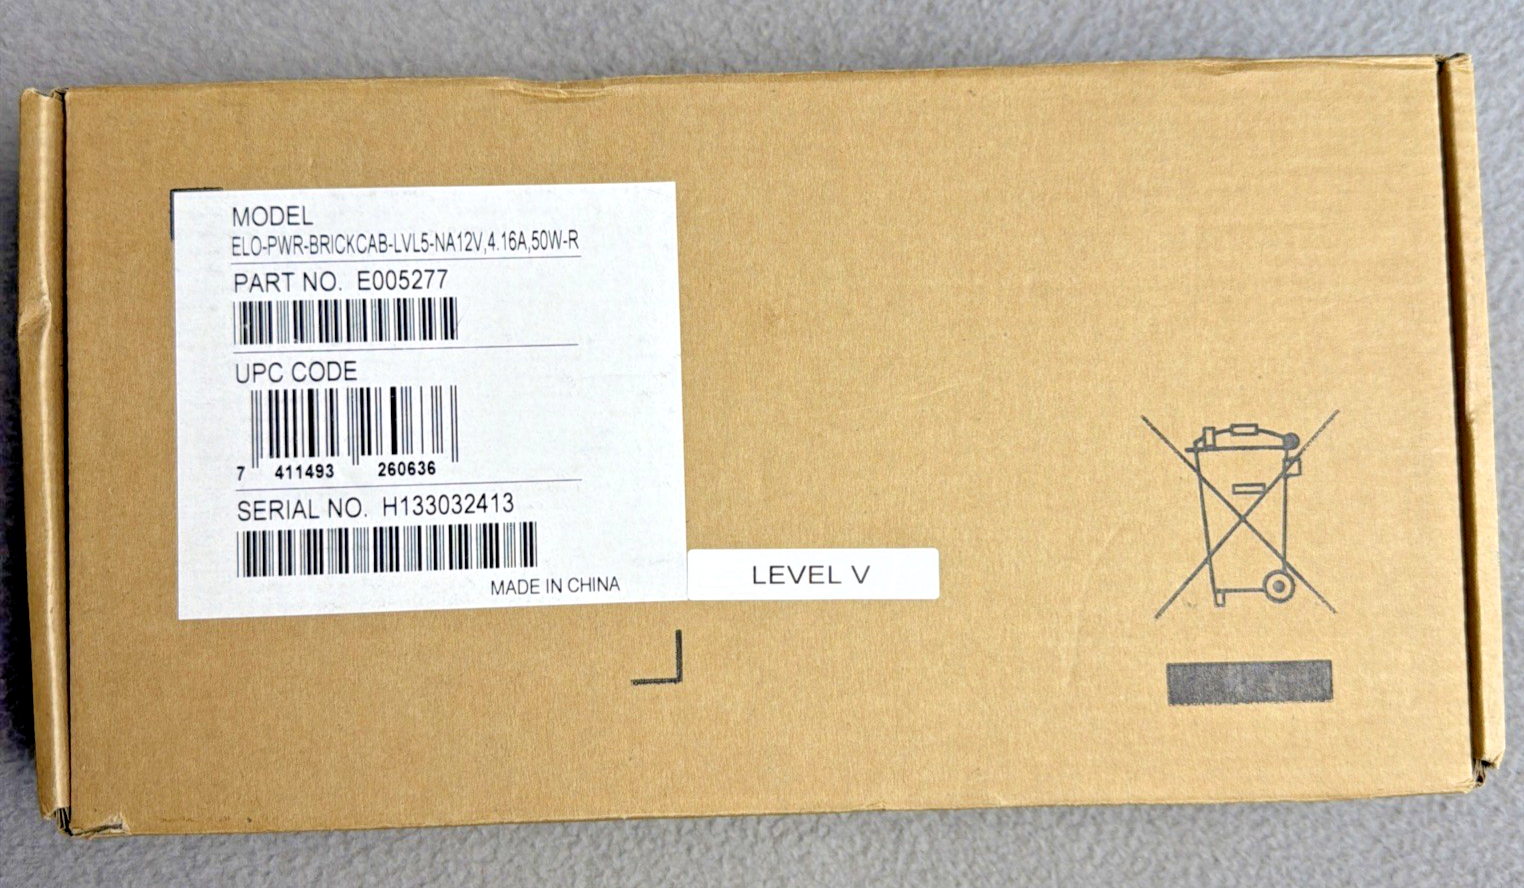 MODEL
ELO-PWR-BRICKCAB-LVL5-NA12V,4.16A,50W-R
PART NO. E005277
UPC CODE
7 411493 260636
SERIAL NO. H133032413
MADE IN CHINA
LEVEL V